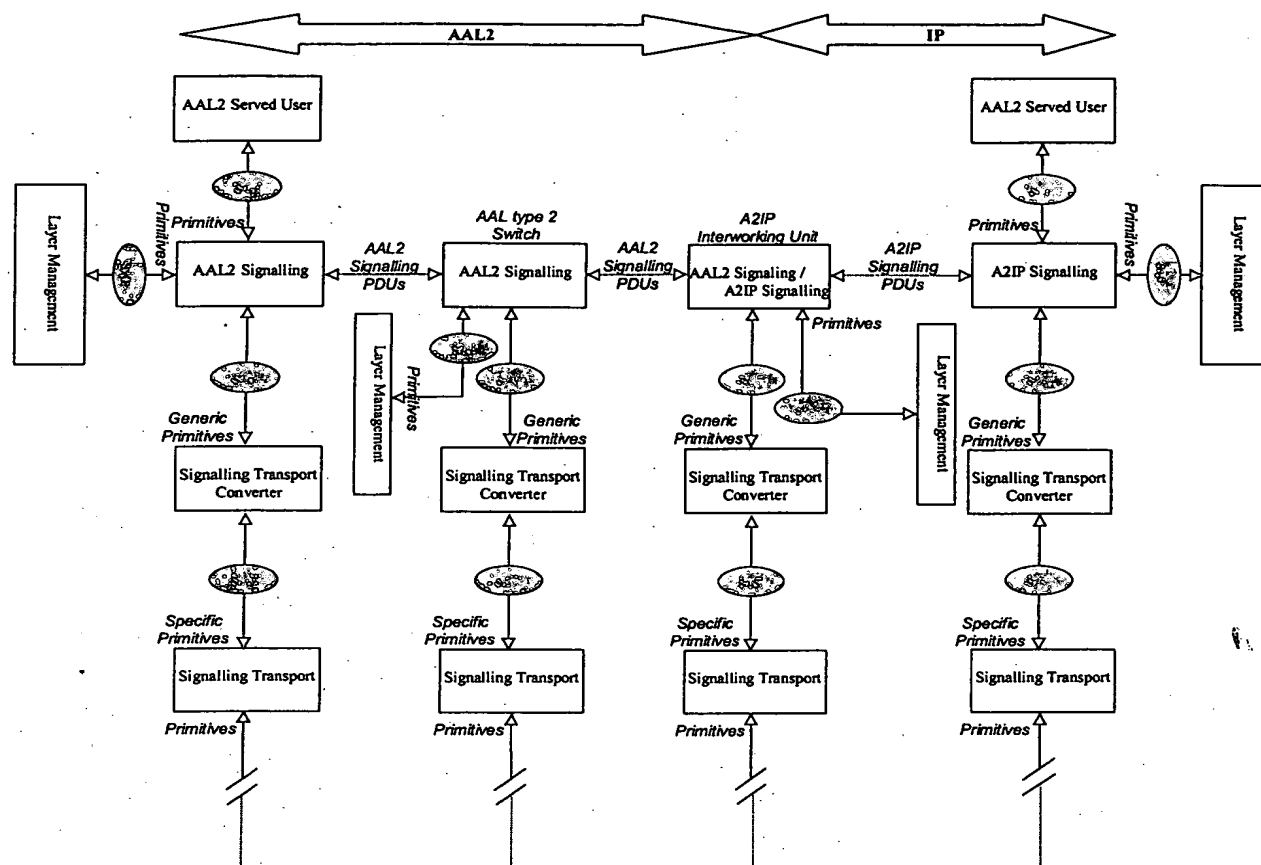 AAL2
IP
AAL2 Served User
AAL2 Served User
Layer Management
Primitives
Primitives
AAL2 Signalling
AAL2
Signalling
PDUs
AAL type 2
Switch
AAL2 Signalling
AAL2
Signalling
PDUs
A2IP
Interworking Unit
AAL2 Signaling /
A2IP Signalling
A2IP
Signalling
PDUs
Primitives
A2IP Signalling
Primitives
Layer Management
Layer Management
Primitives
Primitives
Layer Management
Generic
Primitives
Generic
Primitives
Generic
Primitives
Generic
Primitives
Signalling Transport
Converter
Signalling Transport
Converter
Signalling Transport
Converter
Signalling Transport
Converter
Specific
Primitives
Specific
Primitives
Specific
Primitives
Specific
Primitives
Signalling Transport
Signalling Transport
Signalling Transport
Signalling Transport
Primitives
Primitives
Primitives
Primitives